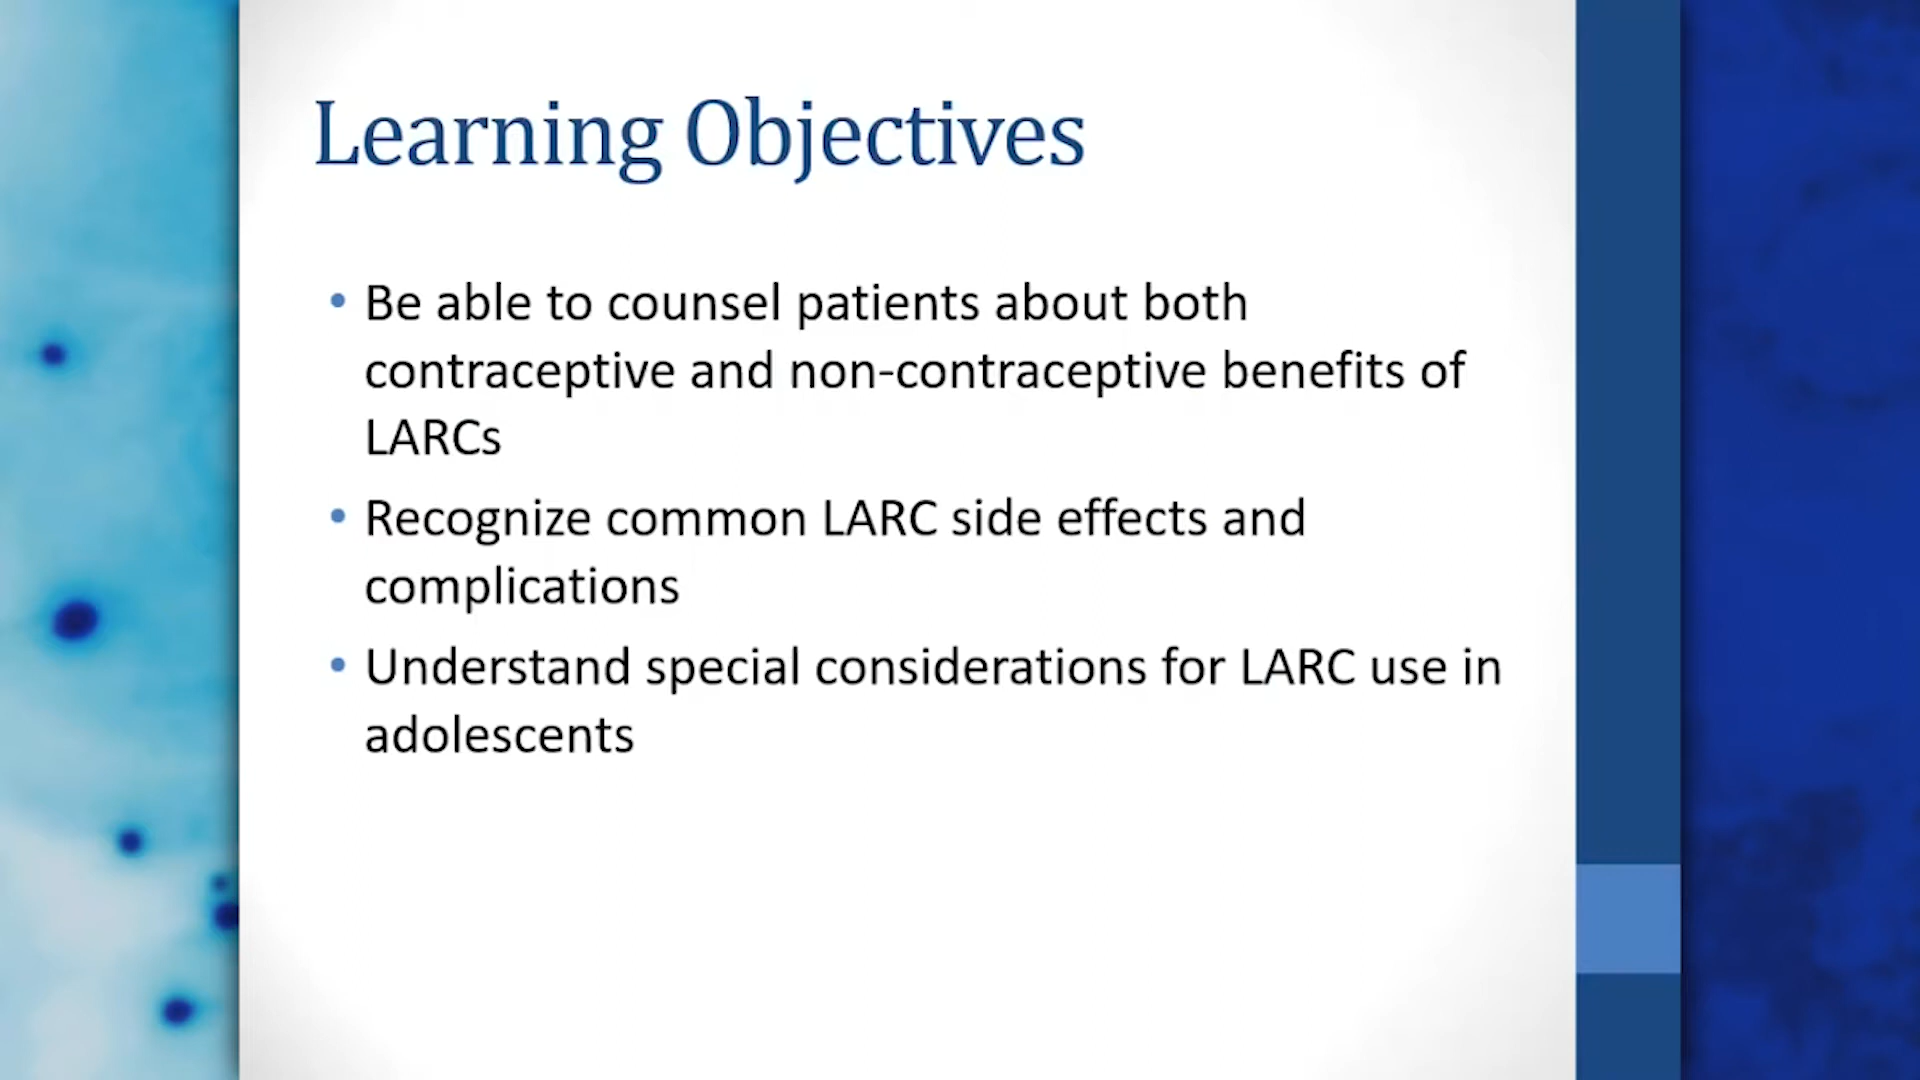 Learning Objectives
• Be able to counsel patients about both
contraceptive and non-contraceptive benefits of
LARCs
• Recognize common LARC side effects and
complications
• Understand special considerations for LARC use in
adolescents